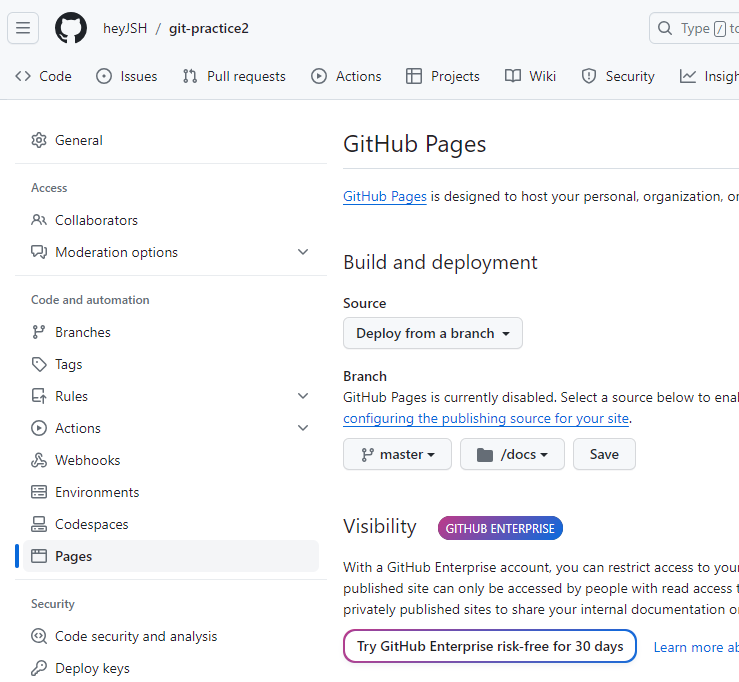 heyJSH / git-practice2
Type / to
Code Issues Pull requests Actions Projects Wiki Security Insigh
General
Access
Collaborators
Moderation options
Code and automation
Branches
Tags
Rules
Actions
Webhooks
Environments
Codespaces
Pages
Security
Code security and analysis
Deploy keys
GitHub Pages
GitHub Pages is designed to host your personal, organization, or
Build and deployment
Source
Deploy from a branch
Branch
GitHub Pages is currently disabled. Select a source below to enal
configuring the publishing source for your site.
master /docs Save
Visibility GITHUB ENTERPRISE
With a GitHub Enterprise account, you can restrict access to your
published site can only be accessed by people with read access t
privately published sites to share your internal documentation o
Try GitHub Enterprise risk-free for 30 days Learn more ab